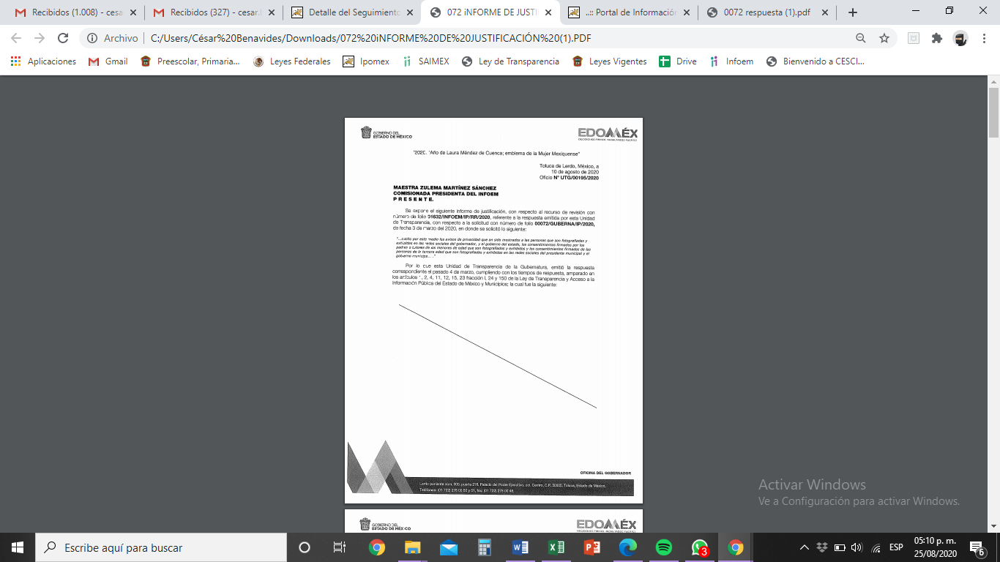 Recibidos (1.008) - cesa
Recibidos (327) - cesar.
Detalle del Seguimiento
072 iNFORME DE JUSTI
..:: Portal de Información
0072 respuesta (1).pdf
Archivo
C:/Users/César%20Benavides/Downloads/072%20iNFORME%20DE%20JUSTIFICACIÓN%20(1).PDF
Aplicaciones
Gmail
Preescolar, Primaria...
Leyes Federales
Ipomex
SAIMEX
Ley de Transparencia
Leyes Vigentes
Drive
Infoem
Bienvenido a CESCI...
GOBIERNO DEL
ESTADO DE MÉXICO
EDOMÉX
DECISIONES FIRMES, RESULTADOS FUERTES
"2020. "Año de Laura Méndez de Cuenca; emblema de la Mujer Mexiquense"
Toluca de Lerdo, México, a
10 de agosto de 2020
Oficio N° UTG/00195/2020
MAESTRA ZULEMA MARTÍNEZ SÁNCHEZ
COMISIONADA PRESIDENTA DEL INFOEM
P R E S E N T E.
Se expone el siguiente informe de justificación, con respecto al recurso de revisión con
número de folio 01632/INFOEM/IP/RR/2020, referente a la respuesta emitida por esta Unidad
de Transparencia, con respecto a la solicitud con número de folio 00072/GUBERNA/IP/2020,
de fecha 3 de marzo del 2020, en donde se solicitó lo siguiente:
"...solicito por este medio los avisos de privacidad que an sido mostrados a las personas que son fotografiadas y
exhibidas en las redes sociales del gobernador, y el gobierno del estado, los consentimientos firmados por los
padres o tutores de los menores de edad que son fotografiados y exhibidos y los consentimientos firmados de las
personas de la tercera edad que son fotografiados y exhibidas en las redes sociales del presidente municipal y el
gobierno municipa... ."
Por lo que esta Unidad de Transparencia de la Gubernatura, emitió la respuesta
correspondiente el pasado 4 de marzo, cumpliendo con los tiempos de respuesta, amparado en
los artículos 1, 2, 4, 11, 12, 15, 23 fracción I, 24 y 150 de la Ley de Transparencia y Acceso a la
Información Pública del Estado de México y Municipios; la cual fue la siguiente:
OFICINA DEL GOBERNADOR
Lerdo poniente núm. 300, puerta 216, Palacio del Poder Ejecutivo, col. Centro, C.P. 50000, Toluca, Estado de México.
Teléfonos: (01 722) 276 00 50 y 51, fax: (01 722) 276 00 46.
GOBIERNO DEL
ESTADO DE MÉXICO
EDOMÉX
DECISIONES FIRMES, RESULTADOS FUERTES
Activar Windows
Ve a Configuración para activar Windows.
Escribe aquí para buscar
3
ESP
05:10 p. m.
25/08/2020
6